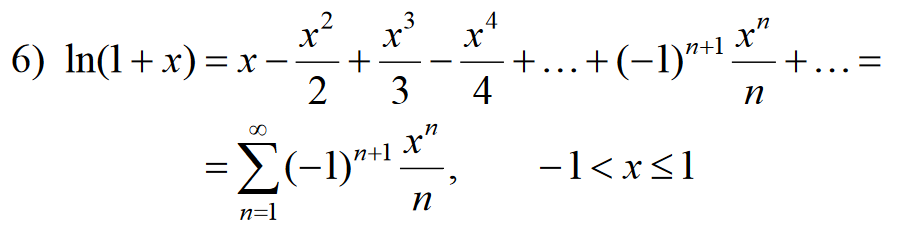 6) ln(1 + x) = x − x²/2 + x³/3 − x⁴/4 + ... + (−1)ⁿ⁺¹ xⁿ/n + ... =
= ∑_{n=1}^{∞} (−1)ⁿ⁺¹ xⁿ/n, −1 < x ≤ 1